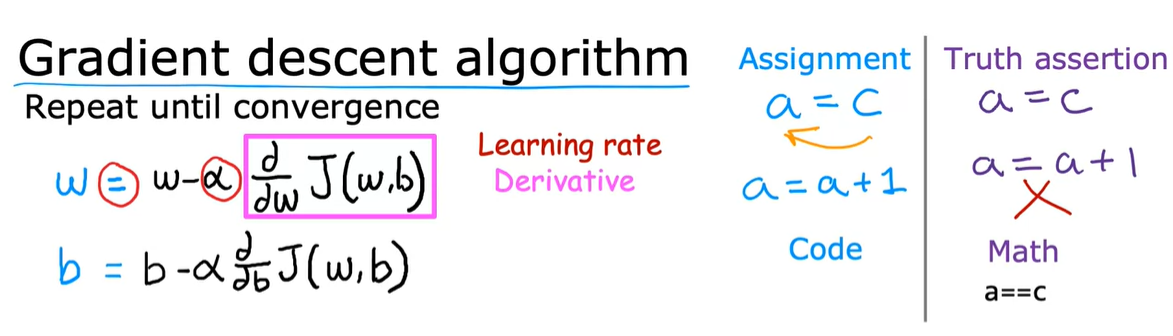 Gradient descent algorithm
Repeat until convergence
w = w-α d/dw J(w,b)
Learning rate
Derivative
b = b-α d/db J(w,b)
Assignment
a = c
a = a+1
Code
Truth assertion
a = c
a = a+1
Math
a==c